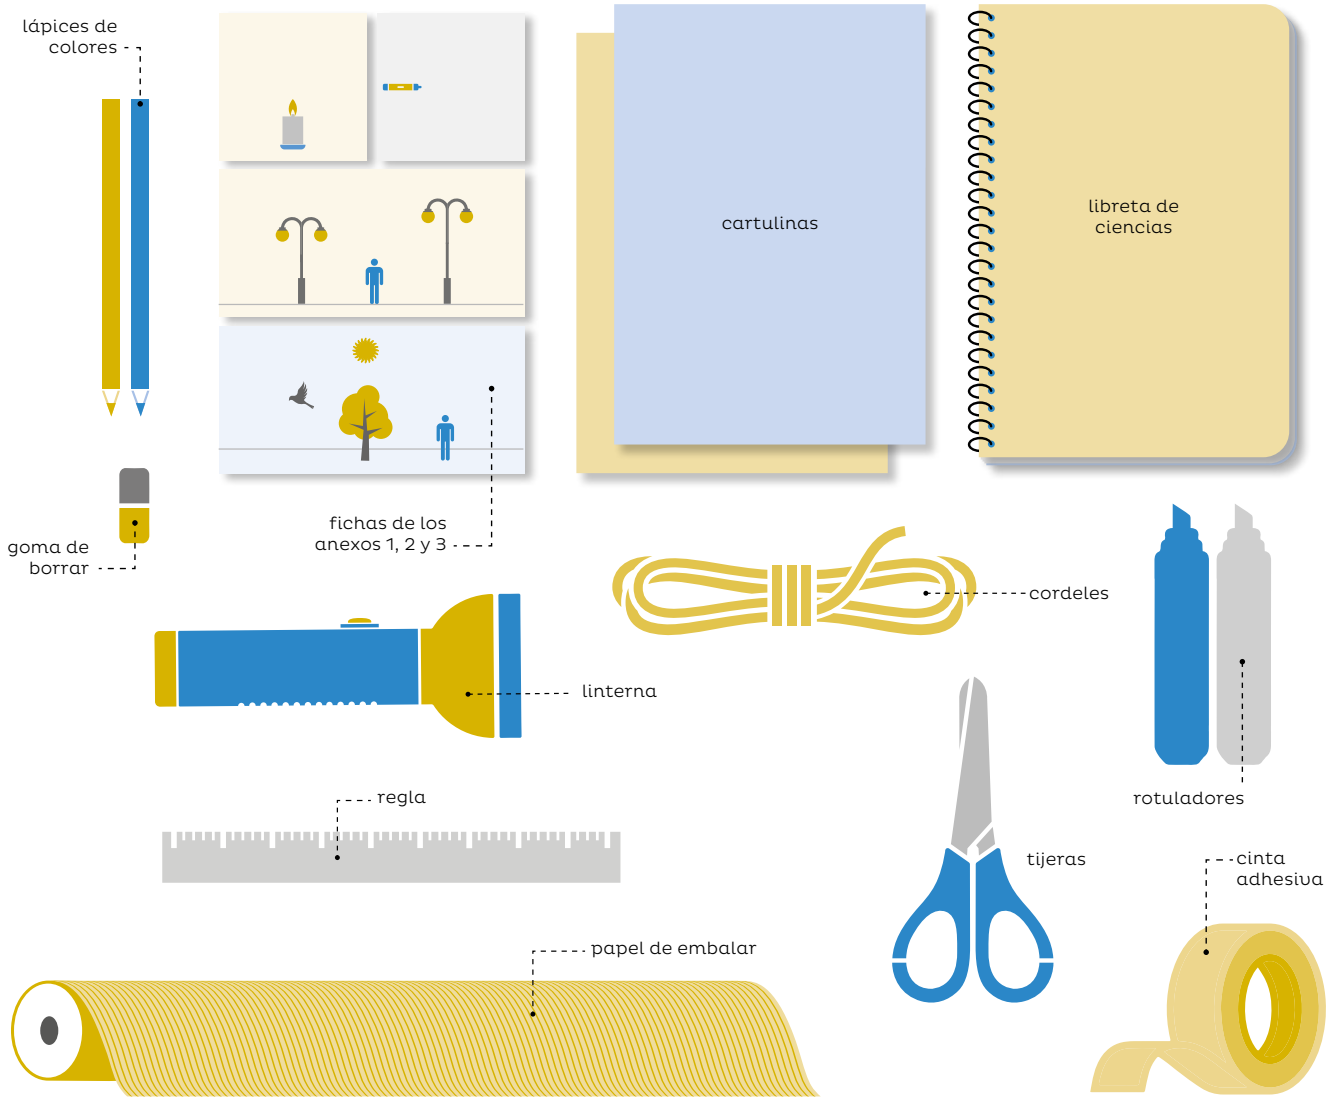 lápices de
colores
cartulinas
libreta de
ciencias
fichas de los
anexos 1, 2 y 3
goma de
borrar
cordeles
linterna
rotuladores
regla
tijeras
cinta
adhesiva
papel de embalar